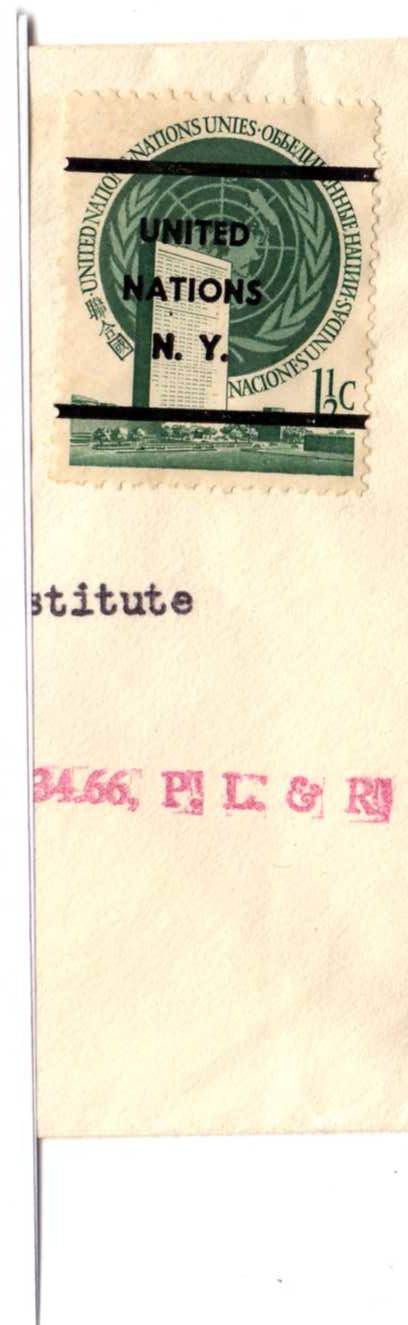 聯合國·UNITED NATIONS·NATIONS UNIES·ОБЪЕДИНЕННЫЕ НАЦИИ·NACIONES UNIDAS
UNITED
NATIONS
N. Y.
1½C
stitute
34.66, P. L. & R.